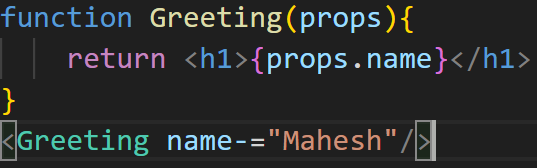 function Greeting(props){
return <h1>{props.name}</h1>
}
<Greeting name-="Mahesh"/>